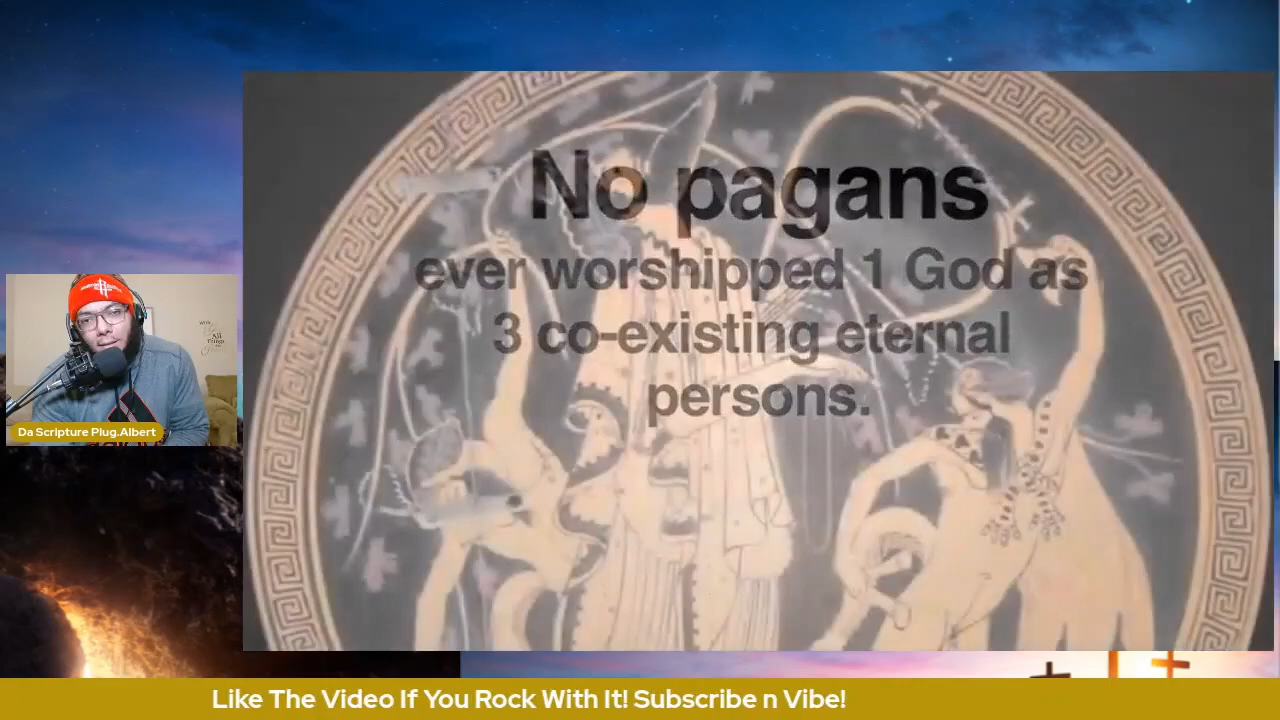 No pagans
ever worshipped 1 God as
3 co-existing eternal
persons.
All
Da Scripture Plug.Albert
Like The Video If You Rock With It! Subscribe n Vibe!